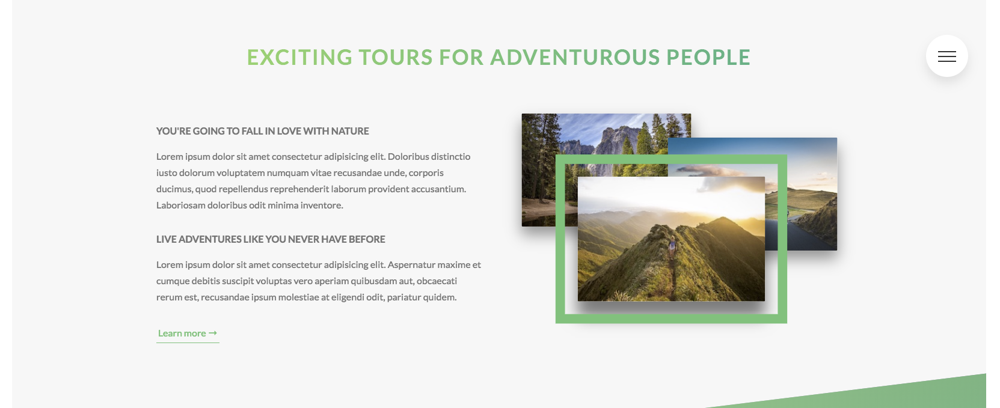 EXCITING TOURS FOR ADVENTUROUS PEOPLE
YOU'RE GOING TO FALL IN LOVE WITH NATURE
Lorem ipsum dolor sit amet consectetur adipisicing elit. Doloribus distinctio
iusto dolorum voluptatem numquam vitae recusandae unde, corporis
ducimus, quod repellendus reprehenderit laborum provident accusantium.
Laboriosam doloribus odit minima inventore.
LIVE ADVENTURES LIKE YOU NEVER HAVE BEFORE
Lorem ipsum dolor sit amet consectetur adipisicing elit. Aspernatur maxime et
cumque debitis suscipit voluptas vero aperiam quibusdam aut, obcaecati
rerum est, recusandae ipsum molestiae at eligendi odit, pariatur quidem.
Learn more →